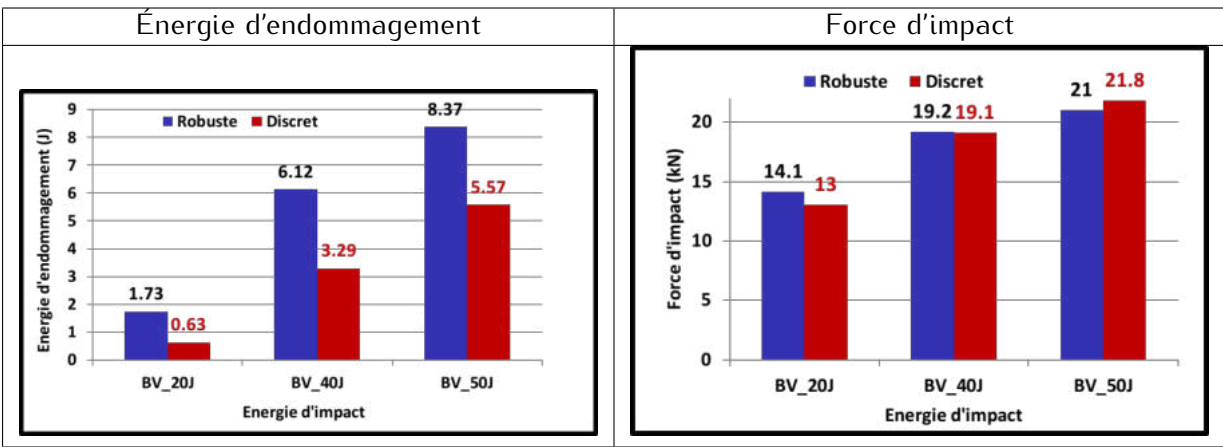 Énergie d'endommagement
Force d'impact
Energie d'endommagement (J)
9
8
7
6
5
4
3
2
1
0
Robuste Discret
1.73
0.63
6.12
3.29
8.37
5.57
BV_20J BV_40J BV_50J
Energie d'impact
Force d'impact (kN)
20
15
10
5
0
Robuste Discret
14.1
13
19.2 19.1
21
21.8
BV_20J BV_40J BV_50J
Energie d'impact